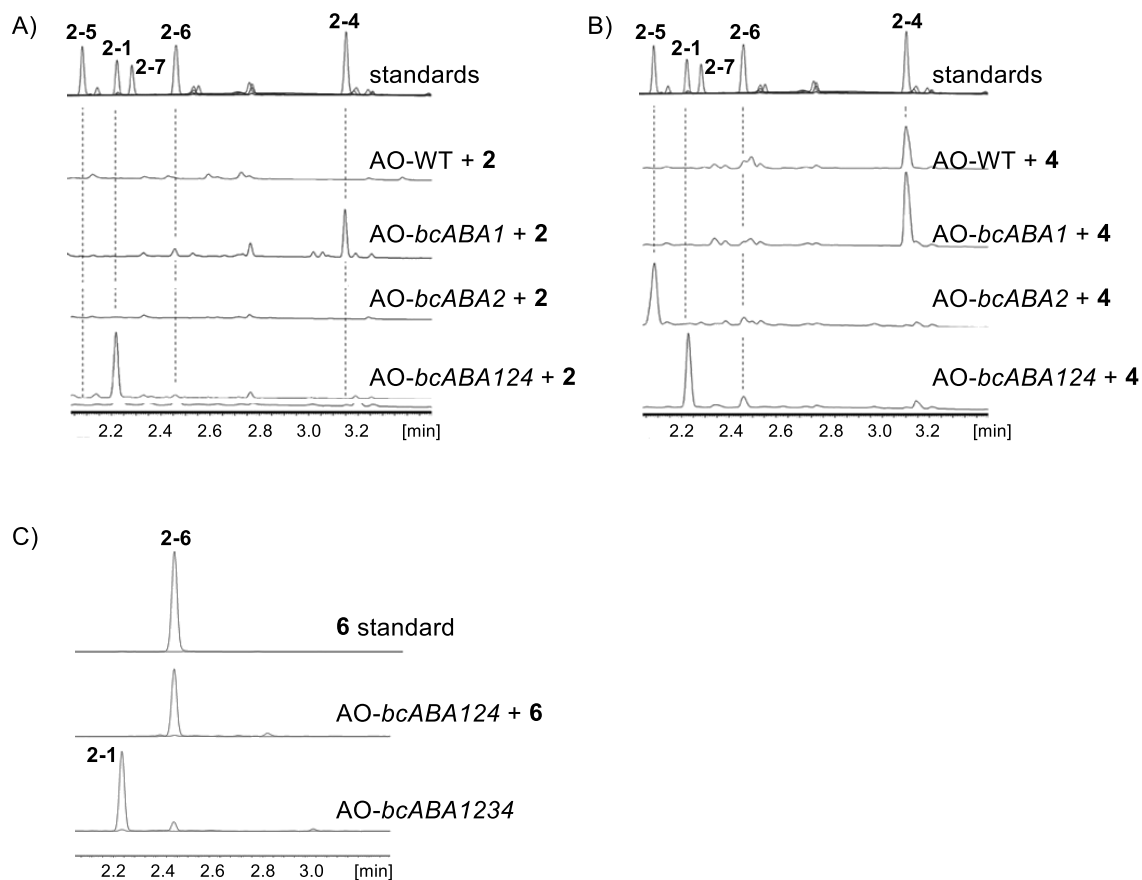 A)
2-5
2-1
2-7
2-6
2-4
standards
AO-WT + 2
AO-bcABA1 + 2
AO-bcABA2 + 2
AO-bcABA124 + 2
2.2 2.4 2.6 2.8 3.0 3.2 [min]
B)
2-5
2-1
2-7
2-6
2-4
standards
AO-WT + 4
AO-bcABA1 + 4
AO-bcABA2 + 4
AO-bcABA124 + 4
2.2 2.4 2.6 2.8 3.0 3.2 [min]
C)
2-6
6 standard
AO-bcABA124 + 6
2-1
AO-bcABA1234
2.2 2.4 2.6 2.8 3.0 [min]